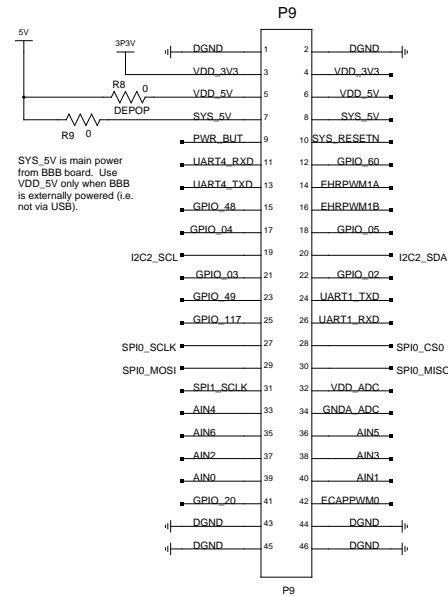 P9
5V
3P3V
DGND 1 2 DGND
VDD_3V3 3 4 VDD_3V3
R8 0
VDD_5V 5 6 VDD_5V
DEPOP
SYS_5V 7 8 SYS_5V
R9 0
PWR_BUT 9 10 SYS_RESETN
UART4_RXD 11 12 GPIO_60
UART4_TXD 13 14 EHRPWM1A
GPIO_48 15 16 EHRPWM1B
GPIO_04 17 18 GPIO_05
I2C2_SCL 19 20 I2C2_SDA
GPIO_03 21 22 GPIO_02
GPIO_49 23 24 UART1_TXD
GPIO_117 25 26 UART1_RXD
SPI0_SCLK 27 28 SPI0_CS0
SPI0_MOSI 29 30 SPI0_MISO
SPI1_SCLK 31 32 VDD_ADC
AIN4 33 34 GNDA_ADC
AIN6 35 36 AIN5
AIN2 37 38 AIN3
AIN0 39 40 AIN1
GPIO_20 41 42 ECAPPWM0
DGND 43 44 DGND
DGND 45 46 DGND
P9
SYS_5V is main power
from BBB board. Use
VDD_5V only when BBB
is externally powered (i.e.
not via USB).